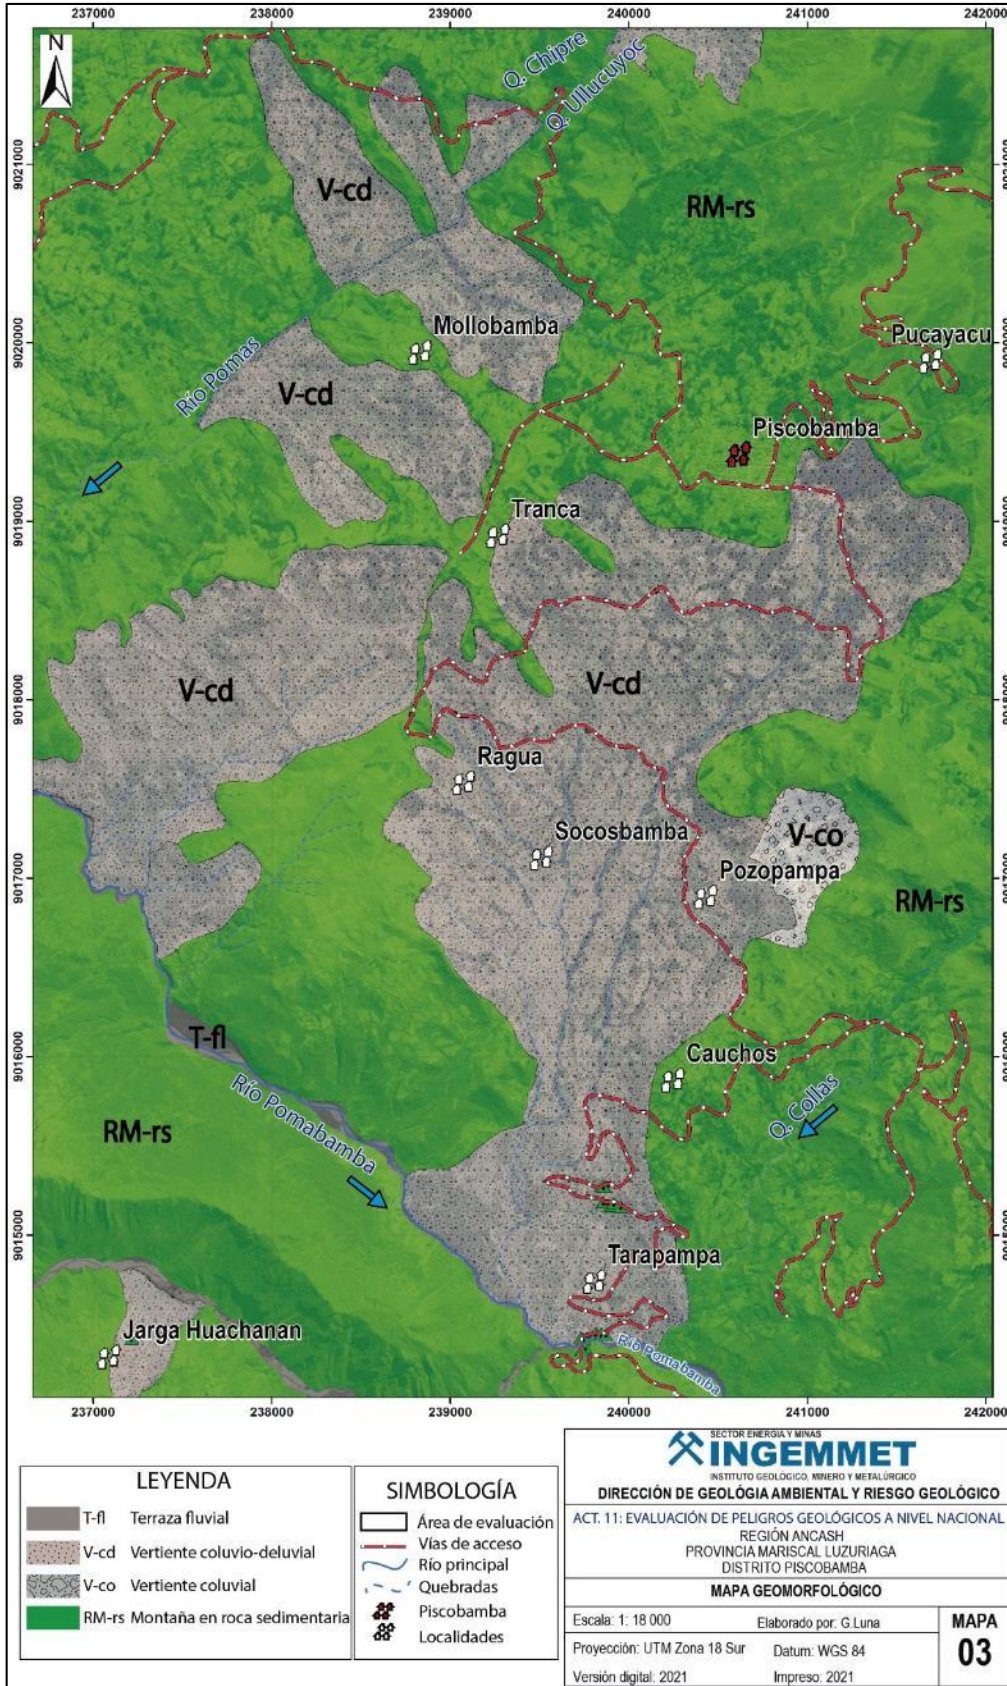 237000 238000 239000 240000 241000 242000
N
Q. Chipre
Q. Ullucuyoc
9021000 9021000
V-cd
RM-rs
Mollobamba
9020000 9020000
Pucayacu
Río Pomas
V-cd
Piscobamba
Tranca
9019000 9019000
V-cd
V-cd
9018000 9018000
Ragua
Socosbamba
V-co
Pozopampa
9017000 9017000
RM-rs
T-fl
9016000 9016000
Cauchos
Río Pomabamba
Q. Collas
RM-rs
9015000 9015000
Tarapampa
Jarga Huachanan
Río Pomabamba
237000 238000 239000 240000 241000 242000
LEYENDA
T-fl Terraza fluvial
V-cd Vertiente coluvio-deluvial
V-co Vertiente coluvial
RM-rs Montaña en roca sedimentaria
SIMBOLOGÍA
Área de evaluación
Vías de acceso
Río principal
Quebradas
Piscobamba
Localidades
SECTOR ENERGÍA Y MINAS
INGEMMET
INSTITUTO GEOLÓGICO, MINERO Y METALÚRGICO
DIRECCIÓN DE GEOLÓGIA AMBIENTAL Y RIESGO GEOLÓGICO
ACT. 11: EVALUACIÓN DE PELIGROS GEOLÓGICOS A NIVEL NACIONAL
REGIÓN ANCASH
PROVINCIA MARISCAL LUZURIAGA
DISTRITO PISCOBAMBA
MAPA GEOMORFOLÓGICO
Escala: 1: 18 000 Elaborado por: G.Luna
Proyección: UTM Zona 18 Sur Datum: WGS 84
Versión digital: 2021 Impreso: 2021
MAPA
03